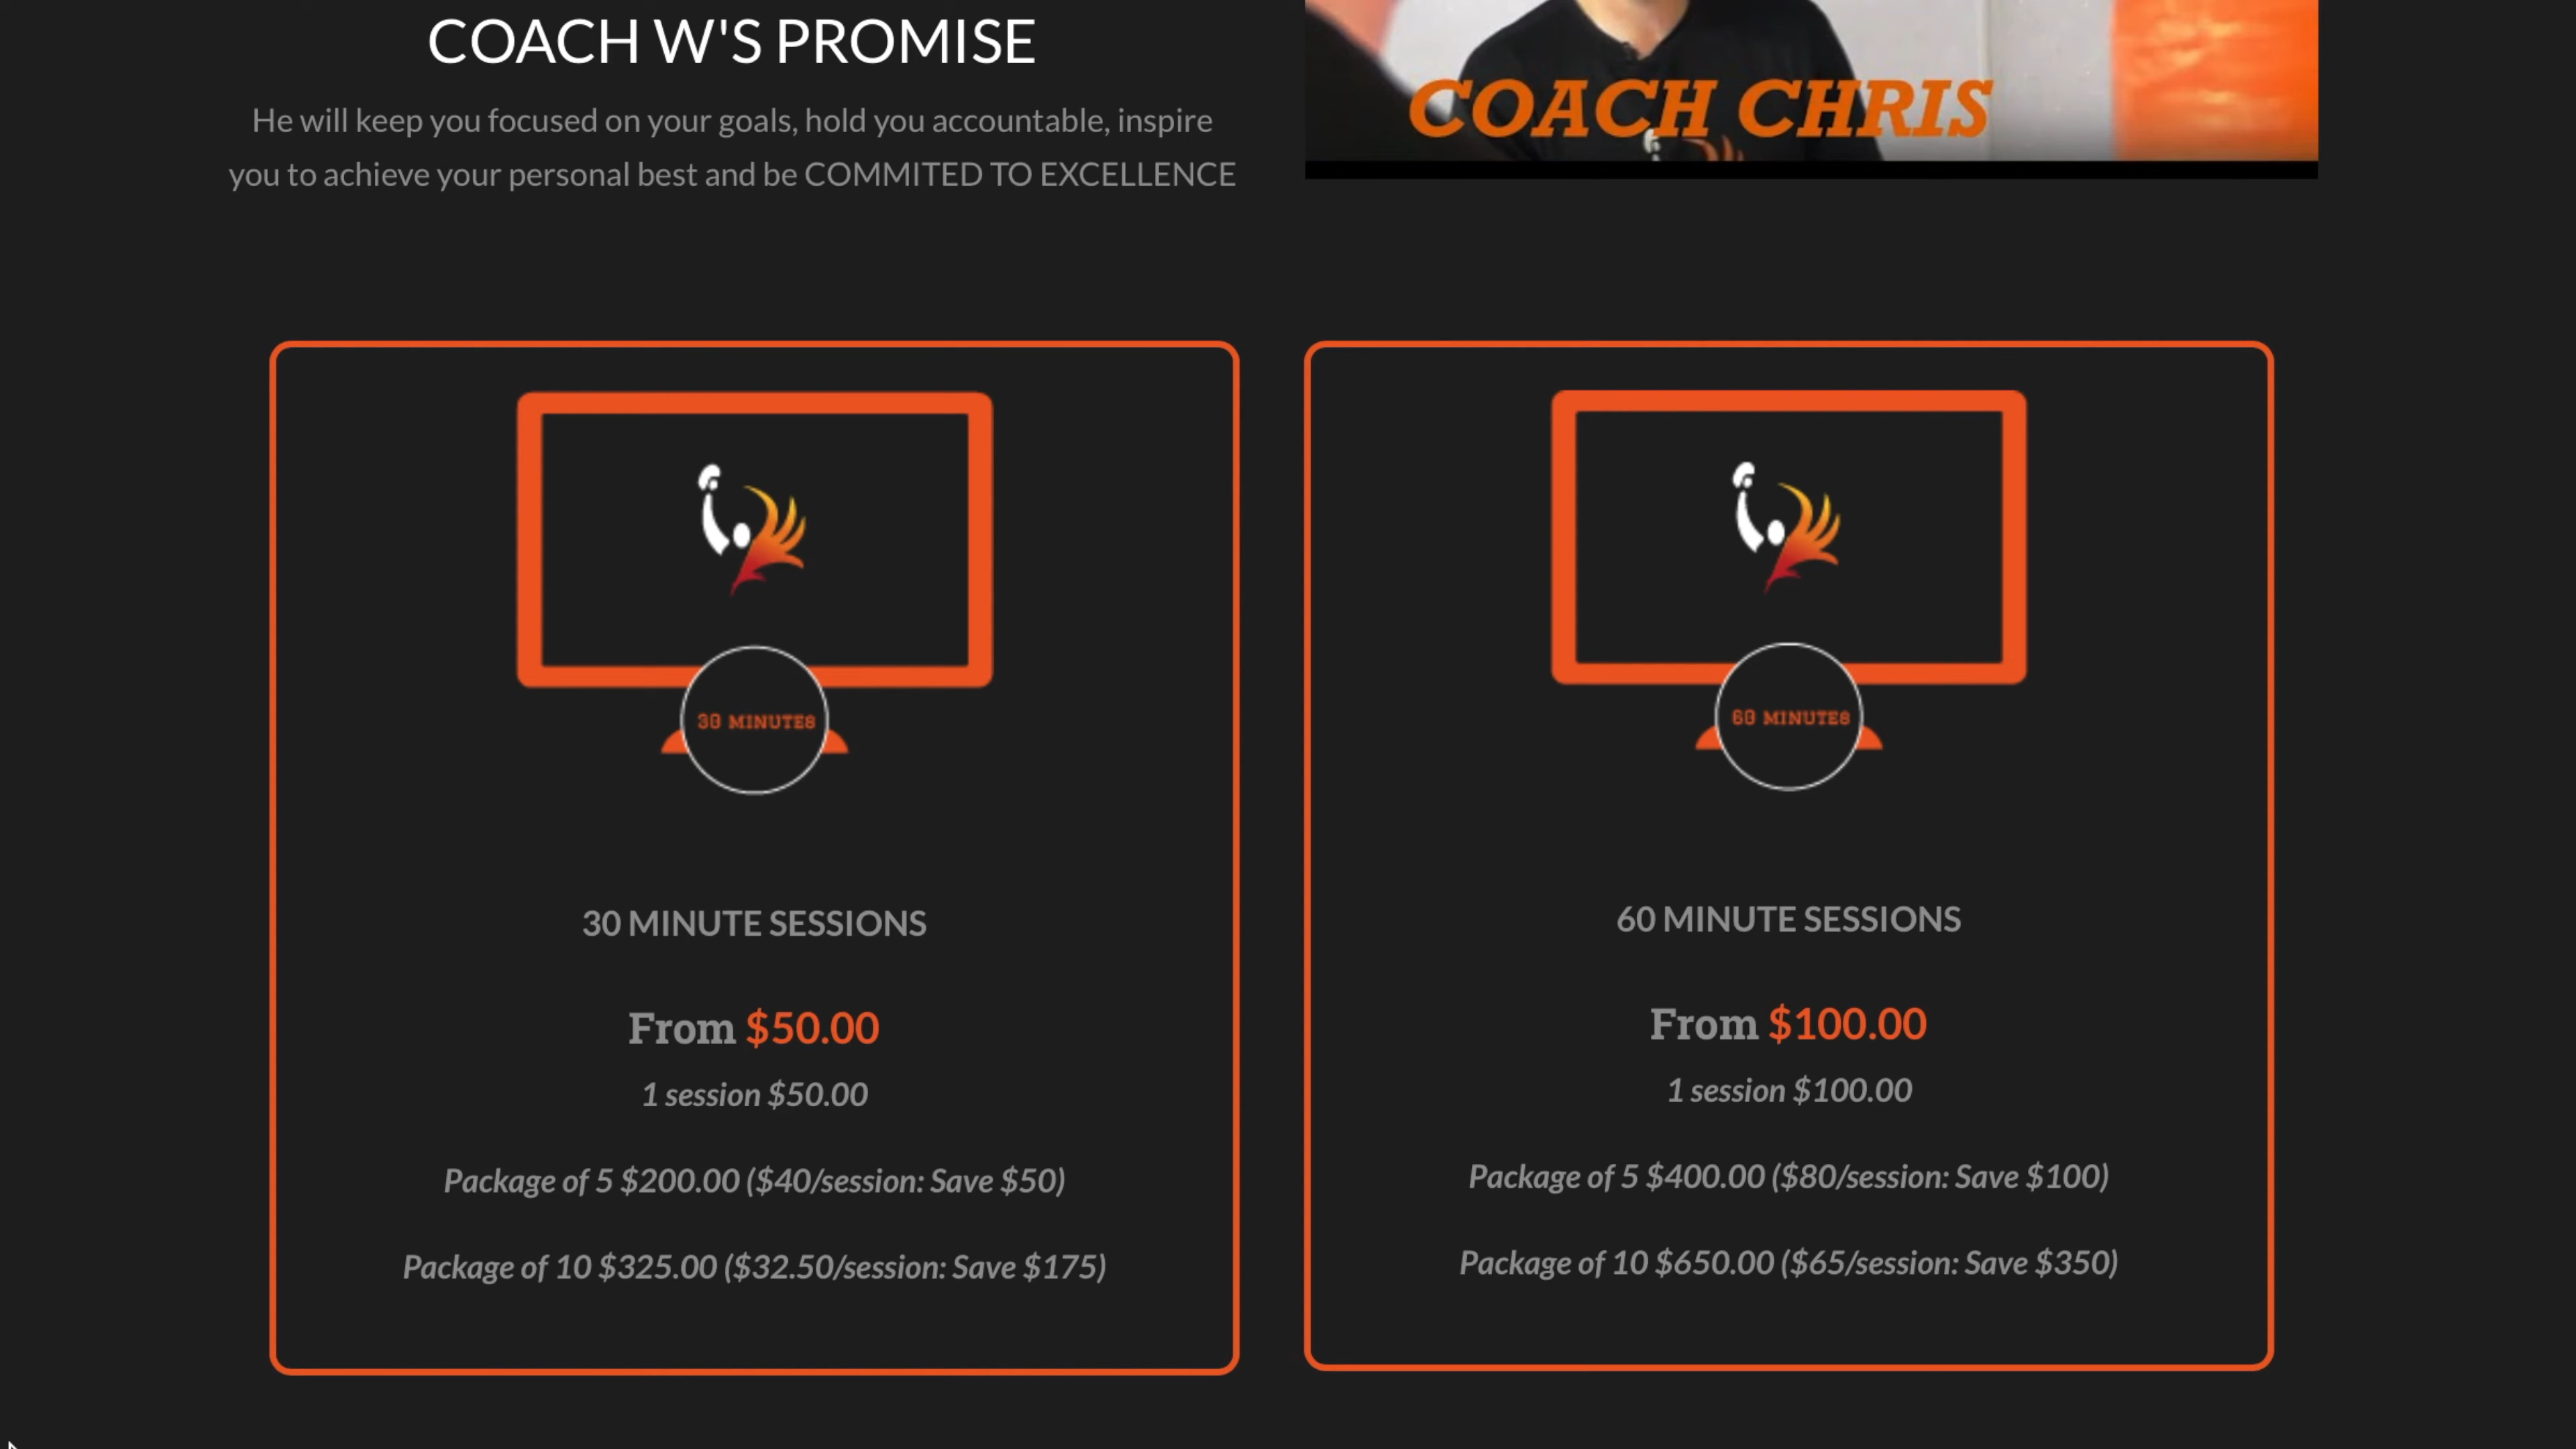 COACH W'S PROMISE
He will keep you focused on your goals, hold you accountable, inspire
you to achieve your personal best and be COMMITED TO EXCELLENCE
COACH CHRIS
30 MINUTES
30 MINUTE SESSIONS
From $50.00
1 session $50.00
Package of 5 $200.00 ($40/session: Save $50)
Package of 10 $325.00 ($32.50/session: Save $175)
60 MINUTES
60 MINUTE SESSIONS
From $100.00
1 session $100.00
Package of 5 $400.00 ($80/session: Save $100)
Package of 10 $650.00 ($65/session: Save $350)